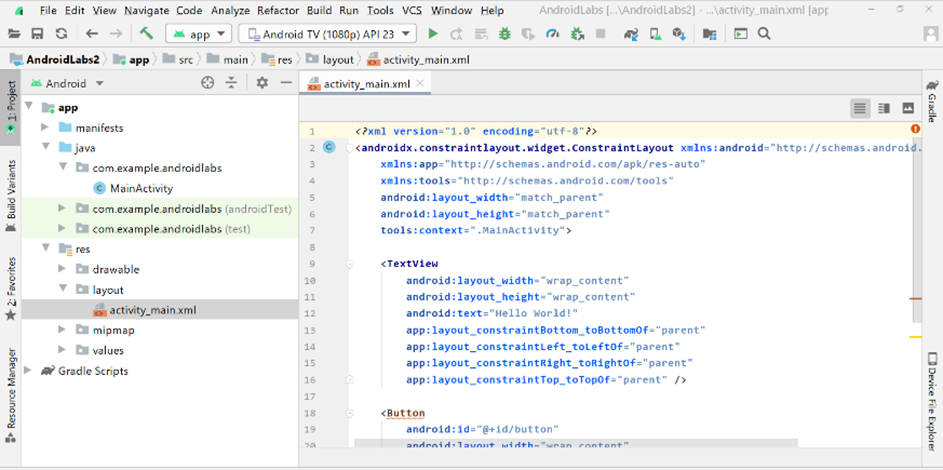 File Edit View Navigate Code Analyze Refactor Build Run Tools VCS Window Help AndroidLabs [...\AndroidLabs2] - ...\activity_main.xml [app
app Android TV (1080p) API 23
AndroidLabs2 app src main res layout activity_main.xml
1: Project
Build Variants
2: Favorites
Resource Manager
Android
app
manifests
java
com.example.androidlabs
MainActivity
com.example.androidlabs (androidTest)
com.example.androidlabs (test)
res
drawable
layout
activity_main.xml
mipmap
values
Gradle Scripts
activity_main.xml
1 <?xml version="1.0" encoding="utf-8"?>
2 <androidx.constraintlayout.widget.ConstraintLayout xmlns:android="http://schemas.android.
3 xmlns:app="http://schemas.android.com/apk/res-auto"
4 xmlns:tools="http://schemas.android.com/tools"
5 android:layout_width="match_parent"
6 android:layout_height="match_parent"
7 tools:context=".MainActivity">
8
9 <TextView
10 android:layout_width="wrap_content"
11 android:layout_height="wrap_content"
12 android:text="Hello World!"
13 app:layout_constraintBottom_toBottomOf="parent"
14 app:layout_constraintLeft_toLeftOf="parent"
15 app:layout_constraintRight_toRightOf="parent"
16 app:layout_constraintTop_toTopOf="parent" />
17
18 <Button
19 android:id="@+id/button"
20 android:layout_width="wrap_content"
Gradle
Device File Explorer